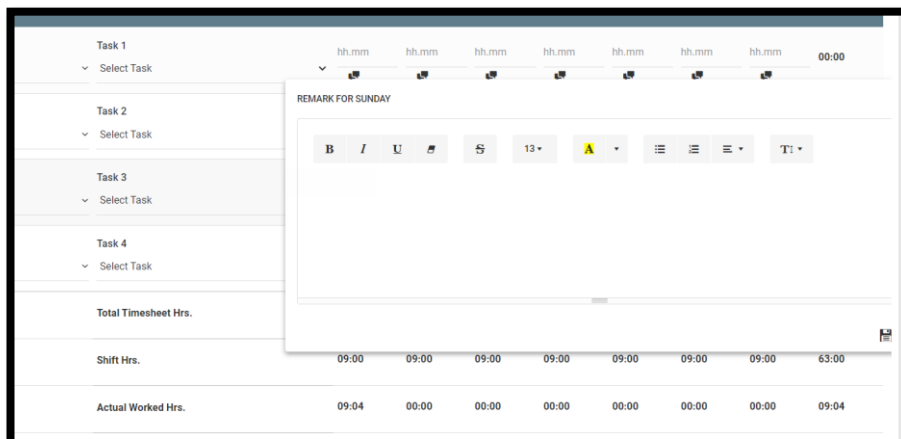 Task 1
hh.mm hh.mm hh.mm hh.mm hh.mm hh.mm hh.mm 00:00
Select Task
REMARK FOR SUNDAY
Task 2
Select Task
B I U S 13 A T
Task 3
Select Task
Task 4
Select Task
Total Timesheet Hrs.
Shift Hrs. 09:00 09:00 09:00 09:00 09:00 09:00 09:00 63:00
Actual Worked Hrs. 09:04 00:00 00:00 00:00 00:00 00:00 00:00 09:04